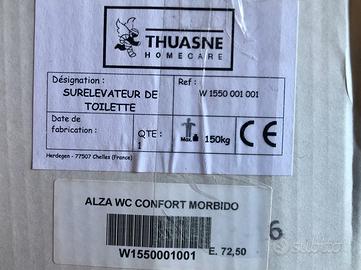 THUASNE
HOMECARE
Désignation :
SURELEVATEUR DE
TOILETTE
Ref :
W 1550 001 001
Date de
fabrication :
QTE :
1
Max.
150kg
CE
Herdegen - 77507 Chelles (France)
ALZA WC CONFORT MORBIDO
W1550001001
E. 72,50
6
subito